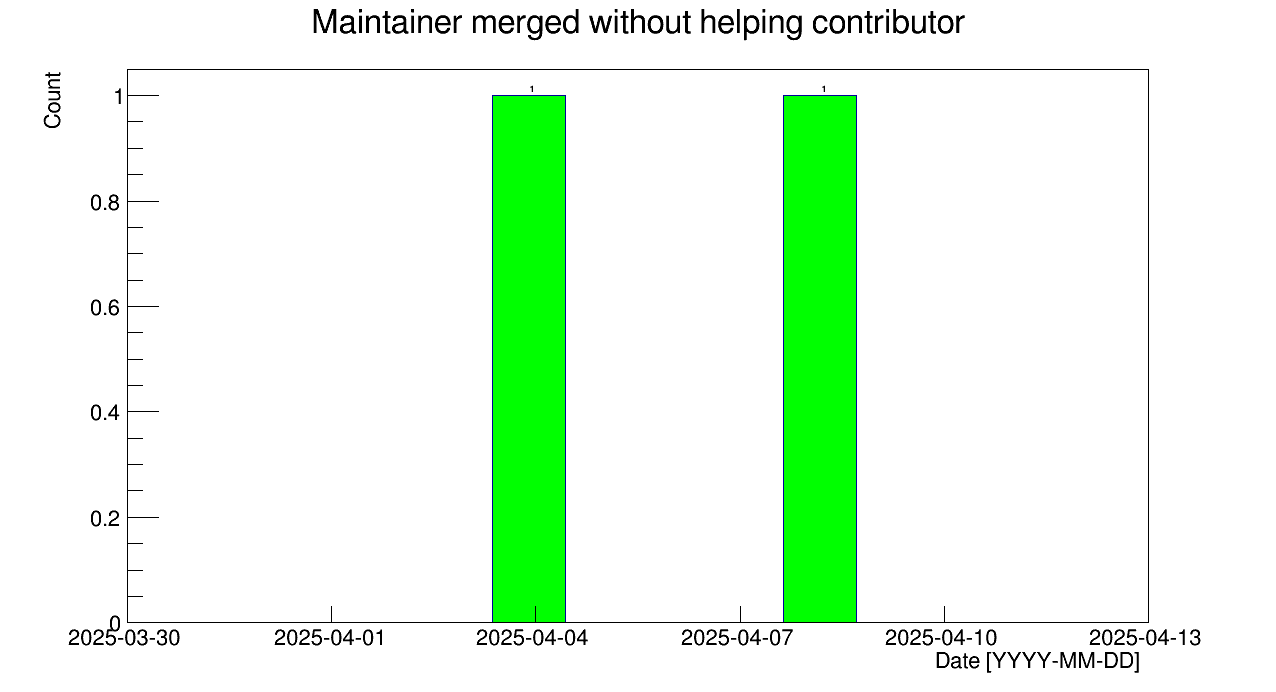 Maintainer merged without helping contributor
Count
1
0.8
0.6
0.4
0.2
0
1 1
2025-03-30 2025-04-01 2025-04-04 2025-04-07 2025-04-10 2025-04-13
Date [YYYY-MM-DD]